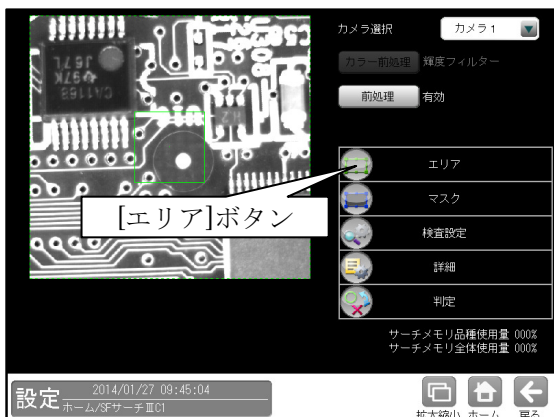 カメラ選択
カメラ1
カラー前処理
輝度フィルター
前処理
有効
[エリア]ボタン
エリア
マスク
検査設定
詳細
判定
サーチメモリ品種使用量 000%
サーチメモリ全体使用量 000%
設定
2014/01/27 09:45:04
ホーム/SFサーチⅢC1
拡大縮小
ホーム
戻る